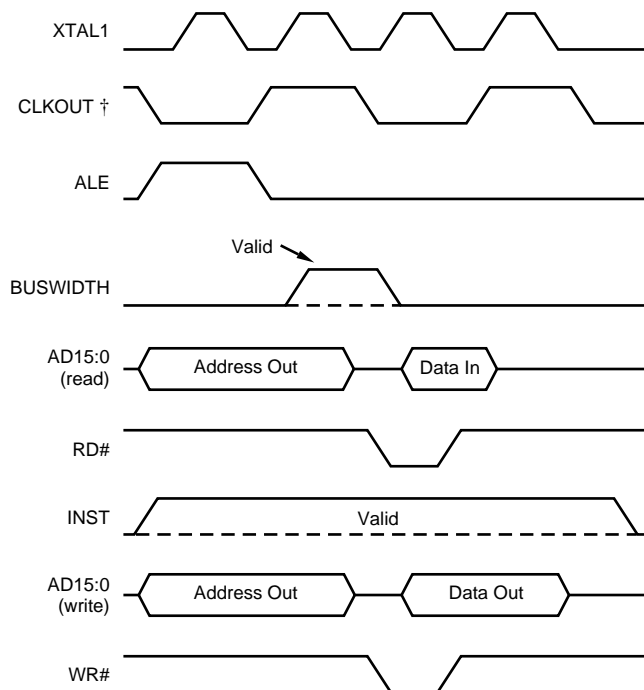 XTAL1
CLKOUT †
ALE
Valid
BUSWIDTH
AD15:0
(read)
Address Out
Data In
RD#
INST
Valid
AD15:0
(write)
Address Out
Data Out
WR#